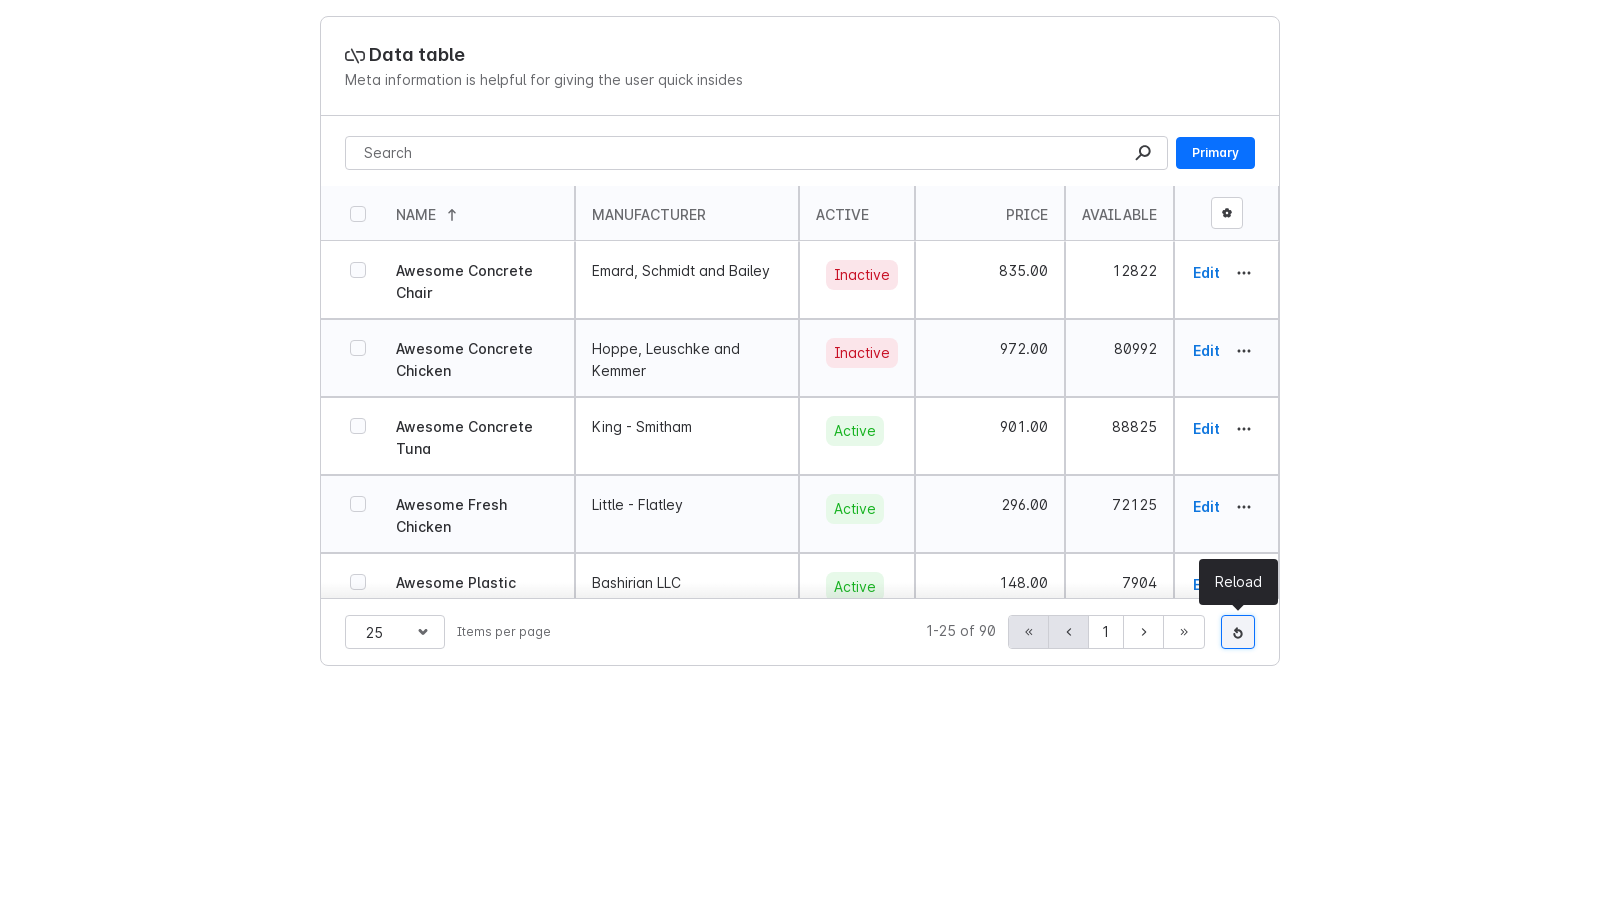 Data table
Meta information is helpful for giving the user quick insides
Search
Primary
NAME MANUFACTURER ACTIVE PRICE AVAILABLE
Awesome Concrete Emard, Schmidt and Bailey Inactive 835.00 12822 Edit
Chair
Awesome Concrete Hoppe, Leuschke and Inactive 972.00 80992 Edit
Chicken Kemmer
Awesome Concrete King - Smitham Active 901.00 88825 Edit
Tuna
Awesome Fresh Little - Flatley Active 296.00 72125 Edit
Chicken
Awesome Plastic Bashirian LLC Active 148.00 7904
Reload
25 Items per page 1-25 of 90 « ‹ 1 › »